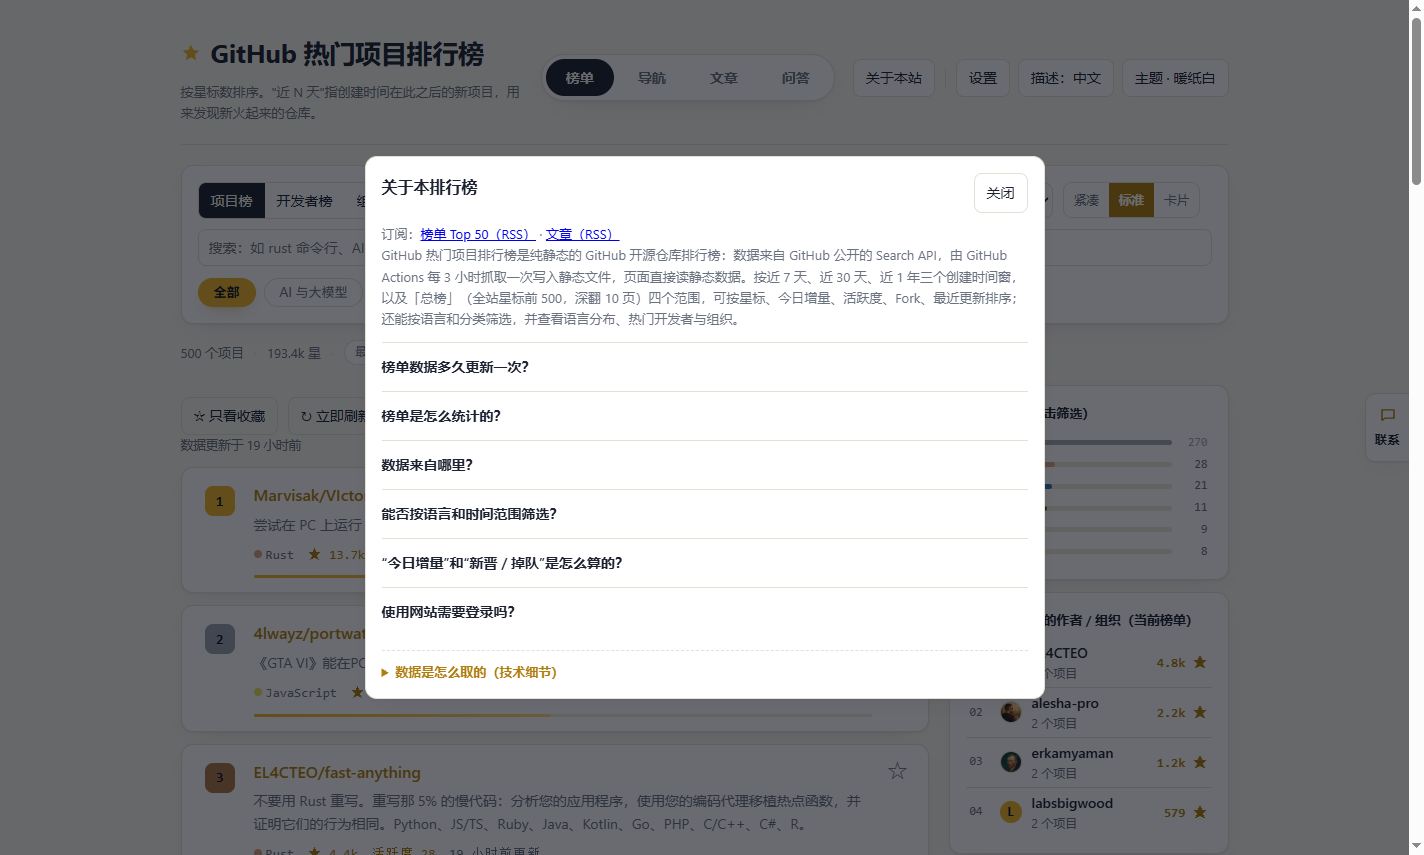 GitHub 热门项目排行榜
按星标数排序。"近 N 天"指创建时间在此之后的新项目，用
来发现新火起来的仓库。
榜单
导航
文章
问答
关于本站
设置
描述：中文
主题 · 暖纸白
项目榜
开发者榜
紧凑
标准
卡片
搜索：如 rust 命令行、AI
全部
AI 与大模型
500 个项目 · 193.4k 星
☆ 只看收藏
↻ 立即刷新
数据更新于 19 小时前
关于本排行榜
关闭
订阅：榜单 Top 50（RSS） · 文章（RSS）
GitHub 热门项目排行榜是纯静态的 GitHub 开源仓库排行榜：数据来自 GitHub 公开的 Search API，由 GitHub
Actions 每 3 小时抓取一次写入静态文件，页面直接读静态数据。按近 7 天、近 30 天、近 1 年三个创建时间窗，
以及「总榜」（全站星标前 500，深翻 10 页）四个范围，可按星标、今日增量、活跃度、Fork、最近更新排序；
还能按语言和分类筛选，并查看语言分布、热门开发者与组织。
榜单数据多久更新一次？
榜单是怎么统计的？
数据来自哪里？
能否按语言和时间范围筛选？
"今日增量"和"新晋 / 掉队"是怎么算的？
使用网站需要登录吗？
▶ 数据是怎么取的（技术细节）
1
Marvisak/VIcto
尝试在 PC 上运行
Rust ★ 13.7k
2
4lwayz/portwat
《GTA VI》能在PC
JavaScript ★
3
EL4CTEO/fast-anything
不要用 Rust 重写。重写那 5% 的慢代码：分析您的应用程序，使用您的编码代理移植热点函数，并
证明它们的行为相同。Python、JS/TS、Ruby、Java、Kotlin、Go、PHP、C/C++、C#、R。
Rust ★ 4.4k 活跃度 28 19 小时前更新
击筛选）
270
28
21
11
9
8
的作者 / 组织（当前榜单）
4CTEO
个项目
4.8k ★
02
alesha-pro
2 个项目
2.2k ★
03
erkamyaman
2 个项目
1.2k ★
04
L
labsbigwood
2 个项目
579 ★
联系